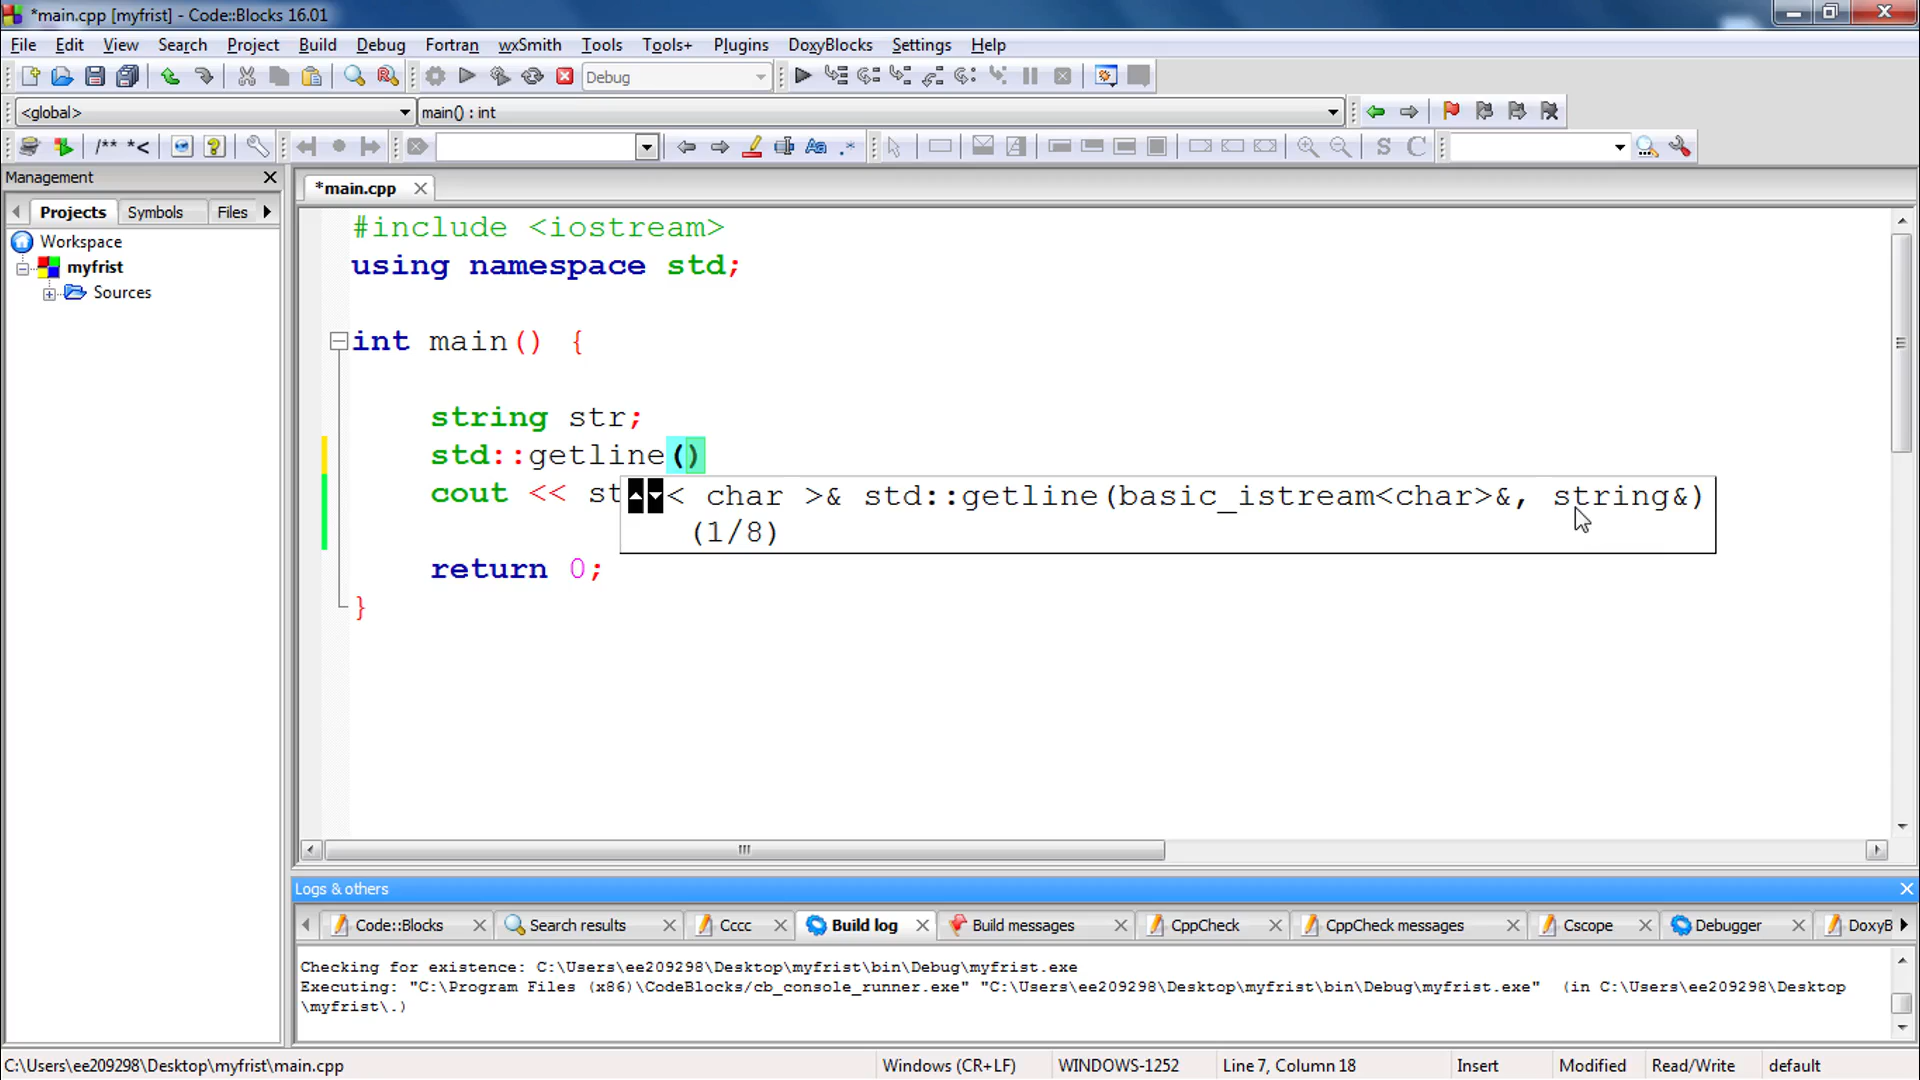 *main.cpp [myfrist] - Code::Blocks 16.01
File Edit View Search Project Build Debug Fortran wxSmith Tools Tools+ Plugins DoxyBlocks Settings Help
Debug
<global> main() : int
/** *<
Management
*main.cpp
Projects Symbols Files
Workspace
myfrist
Sources
#include <iostream>
using namespace std;
int main() {
string str;
std::getline()
cout << st
< char >& std::getline(basic_istream<char>&, string&)
(1/8)
return 0;
}
Logs & others
Code::Blocks Search results Cccc Build log Build messages CppCheck CppCheck messages Cscope Debugger DoxyB
Checking for existence: C:\Users\ee209298\Desktop\myfrist\bin\Debug\myfrist.exe
Executing: "C:\Program Files (x86)\CodeBlocks/cb_console_runner.exe" "C:\Users\ee209298\Desktop\myfrist\bin\Debug\myfrist.exe" (in C:\Users\ee209298\Desktop
\myfrist\.)
C:\Users\ee209298\Desktop\myfrist\main.cpp Windows (CR+LF) WINDOWS-1252 Line 7, Column 18 Insert Modified Read/Write default